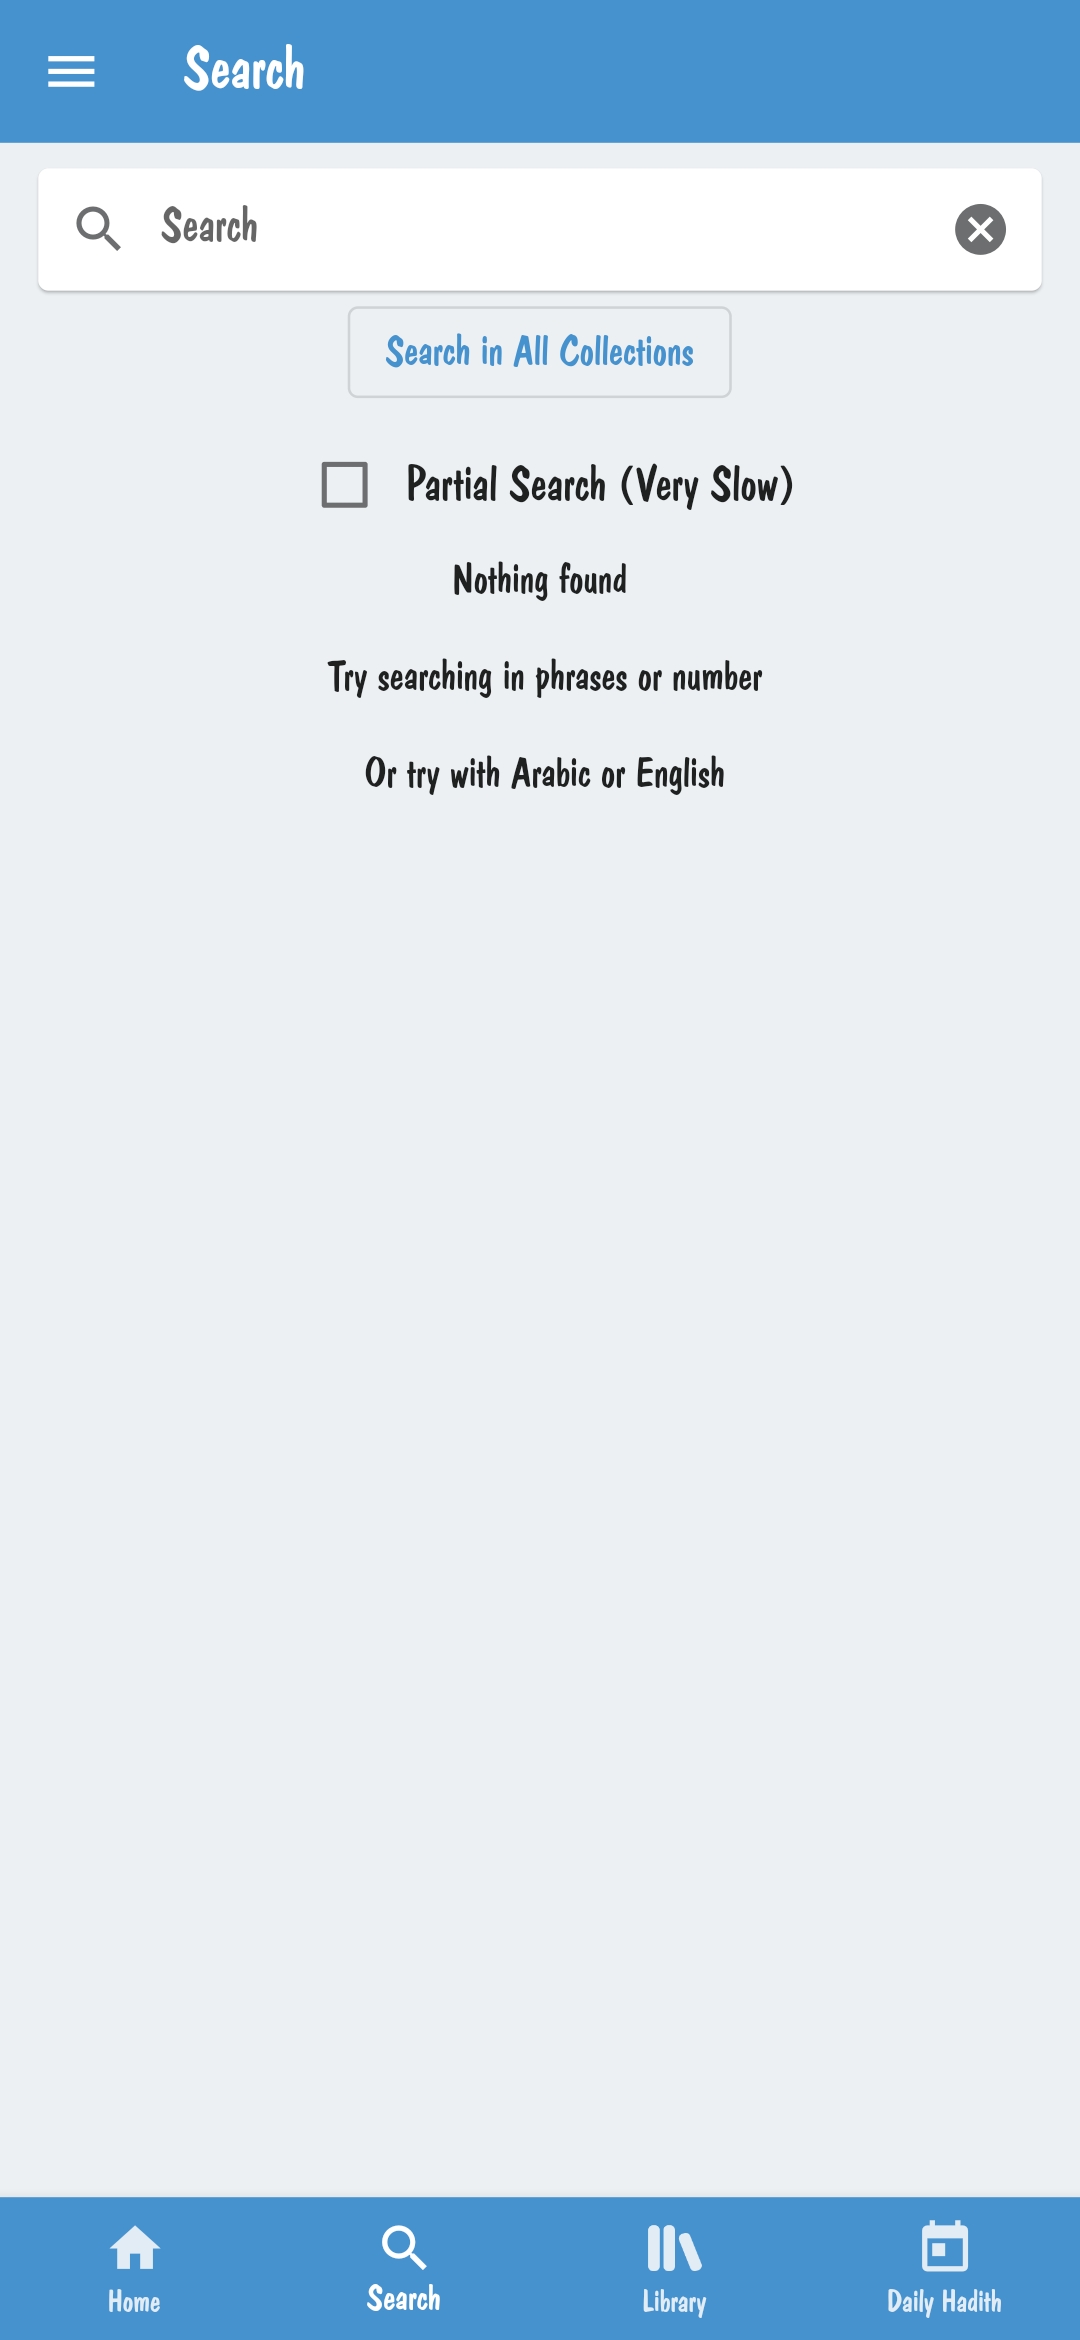 Search
Search
Search in All Collections
Partial Search (Very Slow)
Nothing found
Try searching in phrases or number
Or try with Arabic or English
Home
Search
Library
Daily Hadith